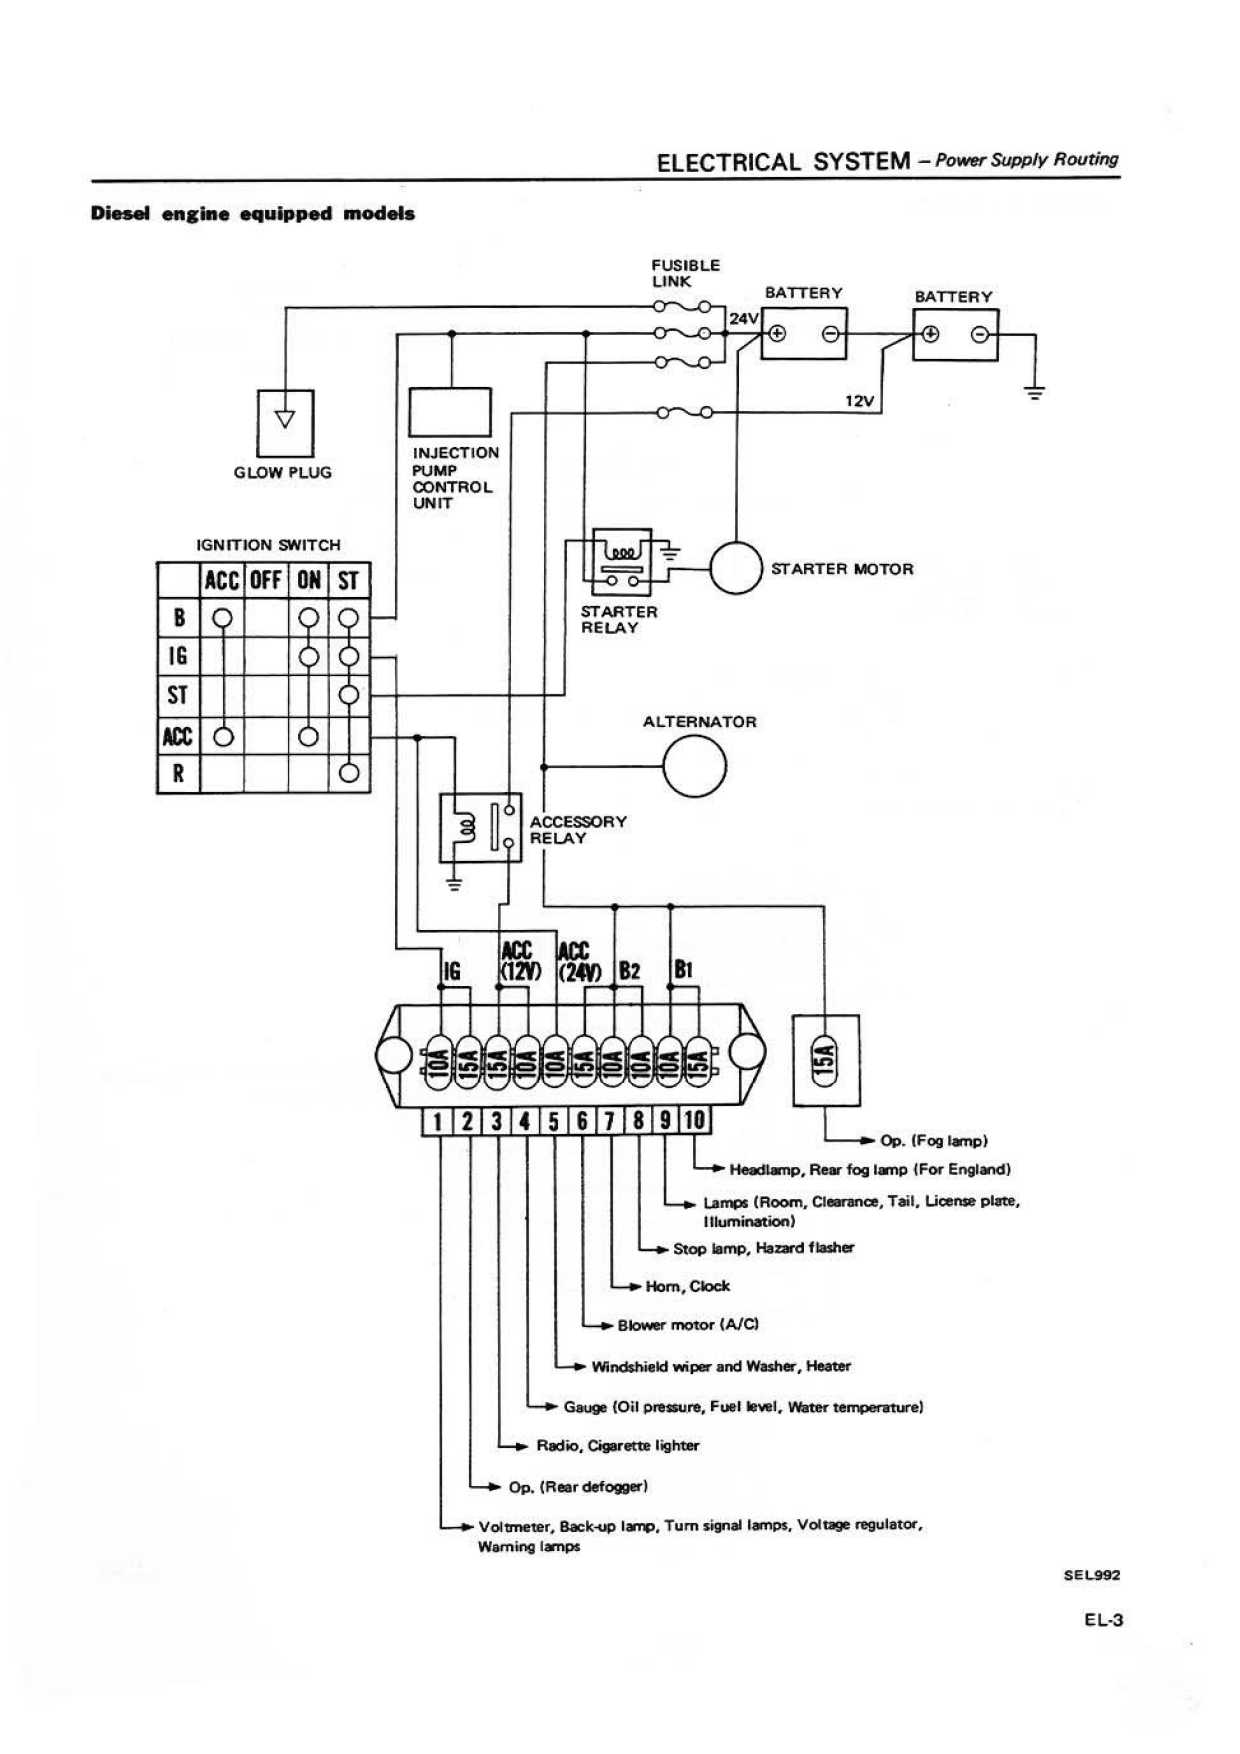 ELECTRICAL SYSTEM – Power Supply Routing
Diesel engine equipped models
FUSIBLE
LINK
BATTERY
BATTERY
24V
12V
GLOW PLUG
INJECTION
PUMP
CONTROL
UNIT
IGNITION SWITCH
ACC OFF ON ST
B
IG
ST
ACC
R
STARTER MOTOR
STARTER
RELAY
ALTERNATOR
ACCESSORY
RELAY
IG
ACC
(12V)
ACC
(24V)
B2
B1
10A 15A 15A 10A 10A 15A 10A 10A 10A 15A
15A
1 2 3 4 5 6 7 8 9 10
Op. (Fog lamp)
Headlamp, Rear fog lamp (For England)
Lamps (Room, Clearance, Tail, License plate,
Illumination)
Stop lamp, Hazard flasher
Horn, Clock
Blower motor (A/C)
Windshield wiper and Washer, Heater
Gauge (Oil pressure, Fuel level, Water temperature)
Radio, Cigarette lighter
Op. (Rear defogger)
Voltmeter, Back-up lamp, Turn signal lamps, Voltage regulator,
Warning lamps
SEL992
EL-3